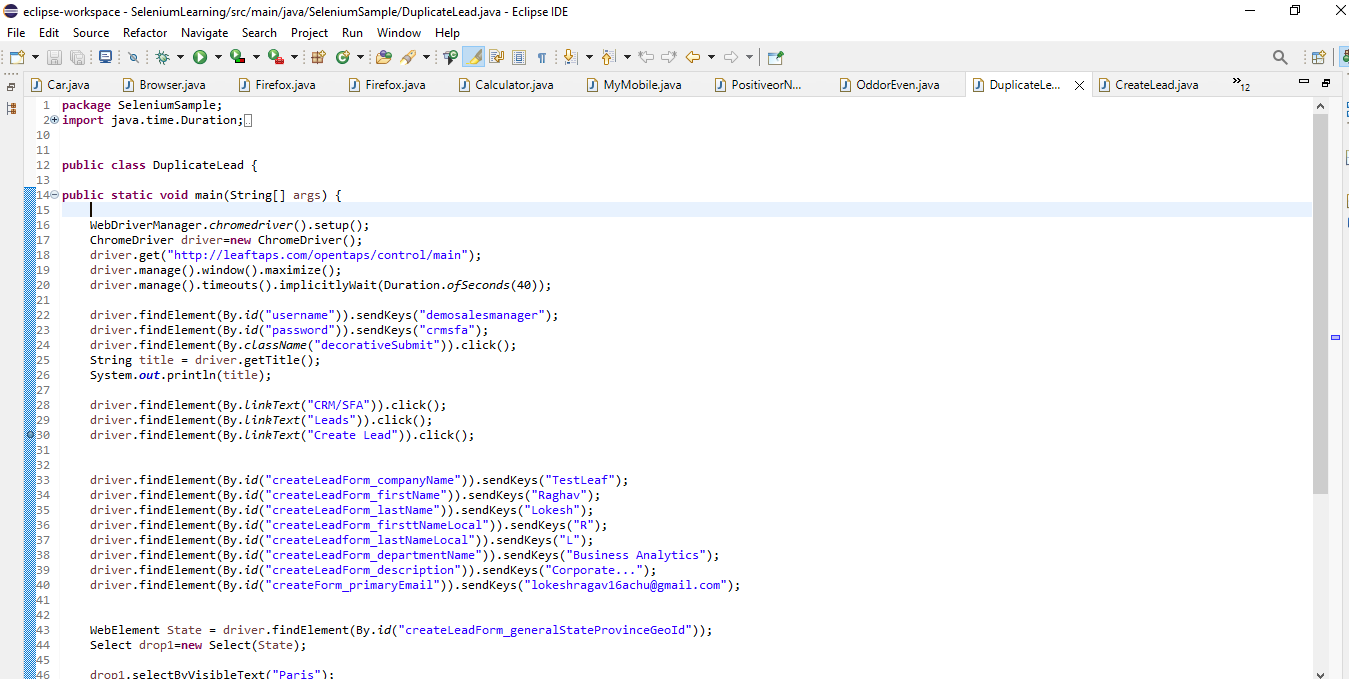 eclipse-workspace - SeleniumLearning/src/main/java/SeleniumSample/DuplicateLead.java - Eclipse IDE
File Edit Source Refactor Navigate Search Project Run Window Help
Car.java Browser.java Firefox.java Firefox.java Calculator.java MyMobile.java PositiveorN... OddorEven.java DuplicateLe... CreateLead.java »12
1 package SeleniumSample;
2 import java.time.Duration;
10
11
12 public class DuplicateLead {
13
14 public static void main(String[] args) {
15
16 WebDriverManager.chromedriver().setup();
17 ChromeDriver driver=new ChromeDriver();
18 driver.get("http://leaftaps.com/opentaps/control/main");
19 driver.manage().window().maximize();
20 driver.manage().timeouts().implicitlyWait(Duration.ofSeconds(40));
21
22 driver.findElement(By.id("username")).sendKeys("demosalesmanager");
23 driver.findElement(By.id("password")).sendKeys("crmsfa");
24 driver.findElement(By.className("decorativeSubmit")).click();
25 String title = driver.getTitle();
26 System.out.println(title);
27
28 driver.findElement(By.linkText("CRM/SFA")).click();
29 driver.findElement(By.linkText("Leads")).click();
30 driver.findElement(By.linkText("Create Lead")).click();
31
32
33 driver.findElement(By.id("createLeadForm_companyName")).sendKeys("TestLeaf");
34 driver.findElement(By.id("createLeadForm_firstName")).sendKeys("Raghav");
35 driver.findElement(By.id("createLeadForm_lastName")).sendKeys("Lokesh");
36 driver.findElement(By.id("createLeadForm_firsttNameLocal")).sendKeys("R");
37 driver.findElement(By.id("createLeadform_lastNameLocal")).sendKeys("L");
38 driver.findElement(By.id("createLeadForm_departmentName")).sendKeys("Business Analytics");
39 driver.findElement(By.id("createLeadForm_description")).sendKeys("Corporate...");
40 driver.findElement(By.id("createForm_primaryEmail")).sendKeys("lokeshragav16achu@gmail.com");
41
42
43 WebElement State = driver.findElement(By.id("createLeadForm_generalStateProvinceGeoId"));
44 Select drop1=new Select(State);
45
46 drop1.selectByVisibleText("Paris");